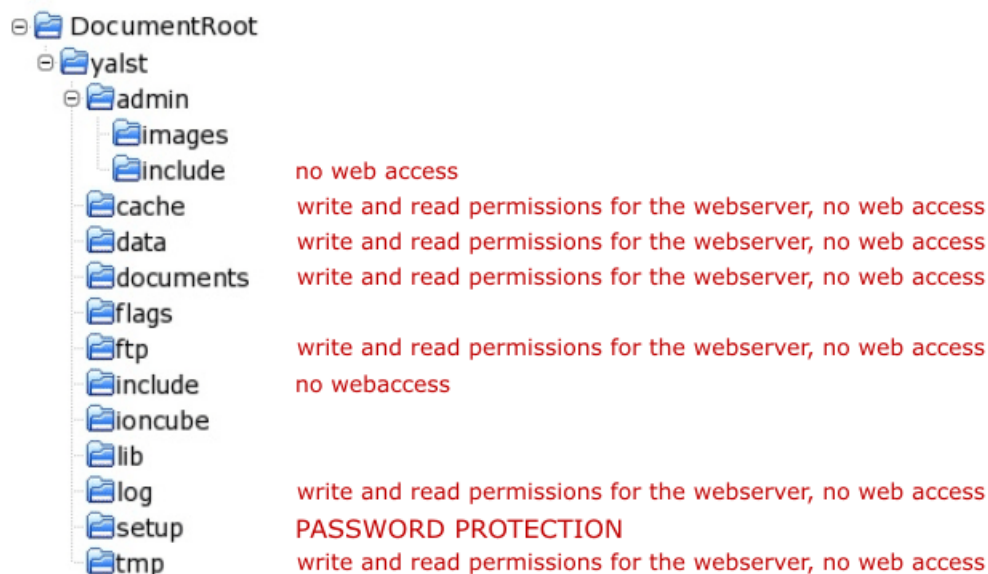 DocumentRoot
yalst
admin
images
include no web access
cache write and read permissions for the webserver, no web access
data write and read permissions for the webserver, no web access
documents write and read permissions for the webserver, no web access
flags
ftp write and read permissions for the webserver, no web access
include no webaccess
ioncube
lib
log write and read permissions for the webserver, no web access
setup PASSWORD PROTECTION
tmp write and read permissions for the webserver, no web access